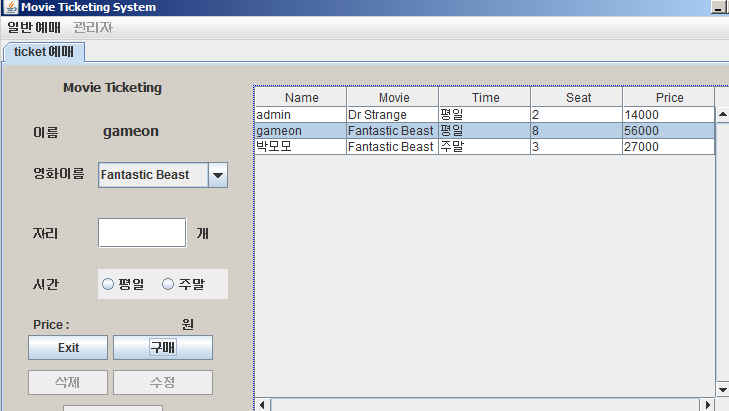 Movie Ticketing System
일반예매 관리자
ticket 예매
Movie Ticketing
이름 gameon
영화이름 Fantastic Beast
자리 개
시간 평일 주말
Price : 원
Exit 구매
삭제 수정
Name Movie Time Seat Price
admin Dr Strange 평일 2 14000
gameon Fantastic Beast 평일 8 56000
박모모 Fantastic Beast 주말 3 27000